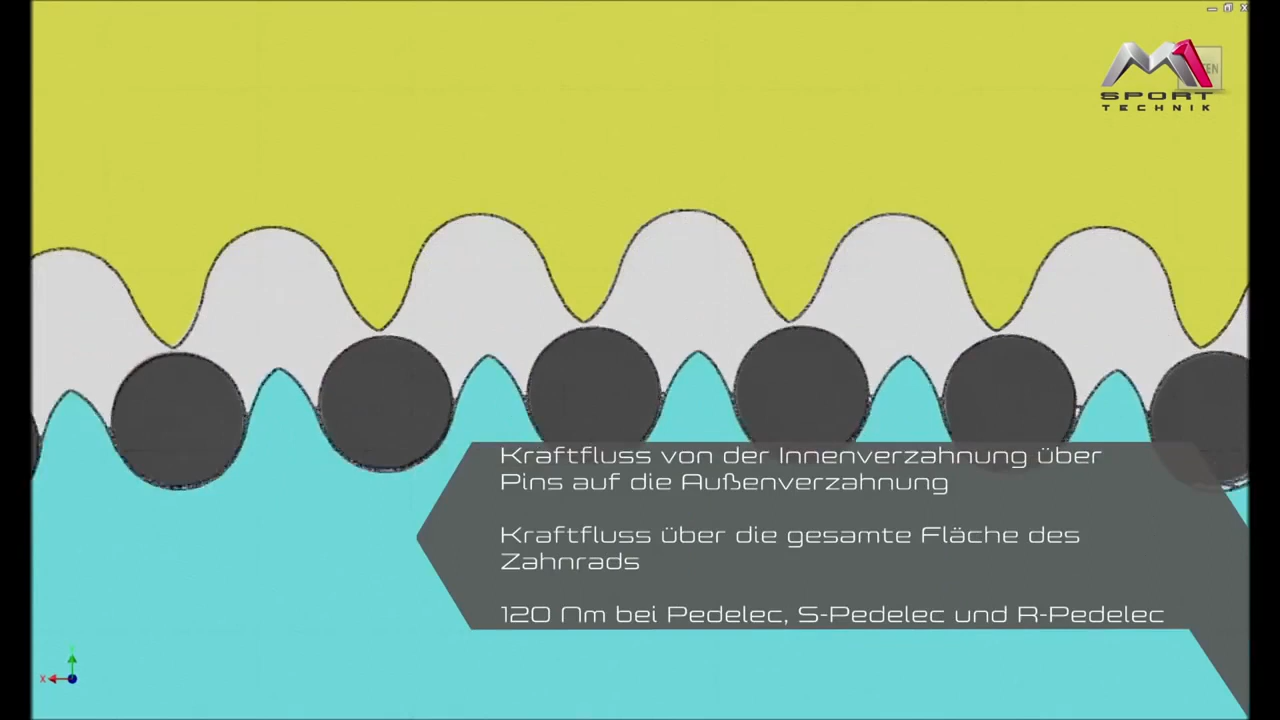 M1
SPORT
TECHNIK
Kraftfluss von der Innenverzahnung über
Pins auf die Außenverzahnung
Kraftfluss über die gesamte Fläche des
Zahnrads
120 Nm bei Pedelec, S-Pedelec und R-Pedelec
X